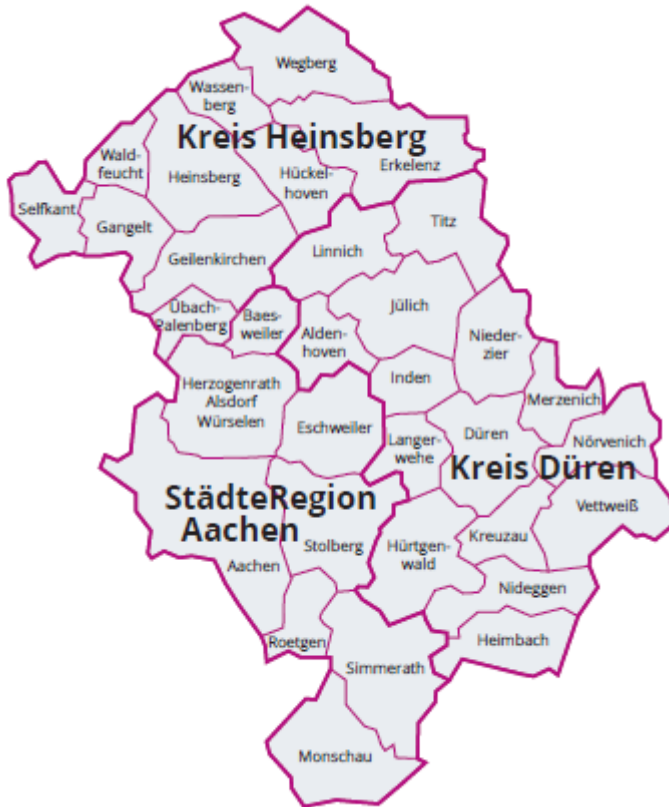 Wegberg
Wassen-
berg
Kreis Heinsberg
Erkelenz
Wald-
feucht
Heinsberg
Hückel-
hoven
Selfkant
Gangelt
Titz
Linnich
Geilenkirchen
Übach-
Palenberg
Baes-
weiler
Jülich
Alden-
hoven
Nieder-
zier
Inden
Herzogenrath
Alsdorf
Würselen
Merzenich
Eschweiler
Langer-
wehe
Düren
Nörvenich
Kreis Düren
StädteRegion
Aachen
Vettweiß
Stolberg
Hürtgen-
wald
Kreuzau
Aachen
Nideggen
Roetgen
Heimbach
Simmerath
Monschau